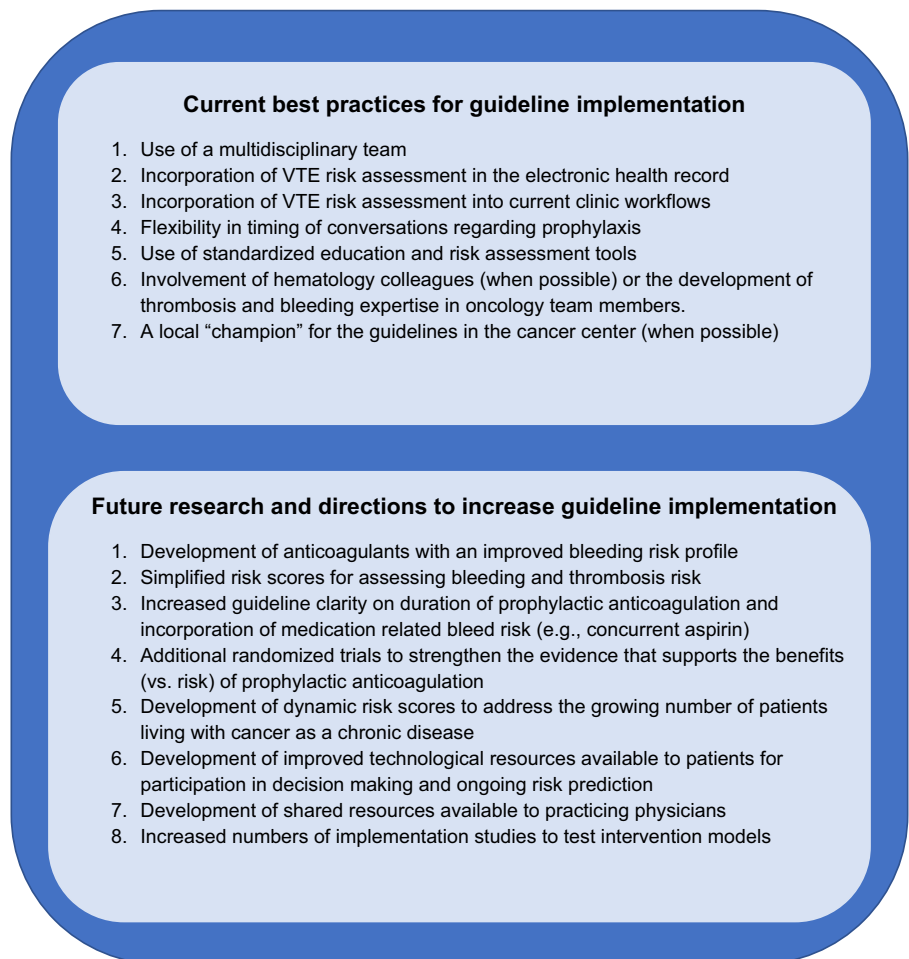 Current best practices for guideline implementation
1. Use of a multidisciplinary team
2. Incorporation of VTE risk assessment in the electronic health record
3. Incorporation of VTE risk assessment into current clinic workflows
4. Flexibility in timing of conversations regarding prophylaxis
5. Use of standardized education and risk assessment tools
6. Involvement of hematology colleagues (when possible) or the development of
thrombosis and bleeding expertise in oncology team members.
7. A local “champion” for the guidelines in the cancer center (when possible)
Future research and directions to increase guideline implementation
1. Development of anticoagulants with an improved bleeding risk profile
2. Simplified risk scores for assessing bleeding and thrombosis risk
3. Increased guideline clarity on duration of prophylactic anticoagulation and
incorporation of medication related bleed risk (e.g., concurrent aspirin)
4. Additional randomized trials to strengthen the evidence that supports the benefits
(vs. risk) of prophylactic anticoagulation
5. Development of dynamic risk scores to address the growing number of patients
living with cancer as a chronic disease
6. Development of improved technological resources available to patients for
participation in decision making and ongoing risk prediction
7. Development of shared resources available to practicing physicians
8. Increased numbers of implementation studies to test intervention models